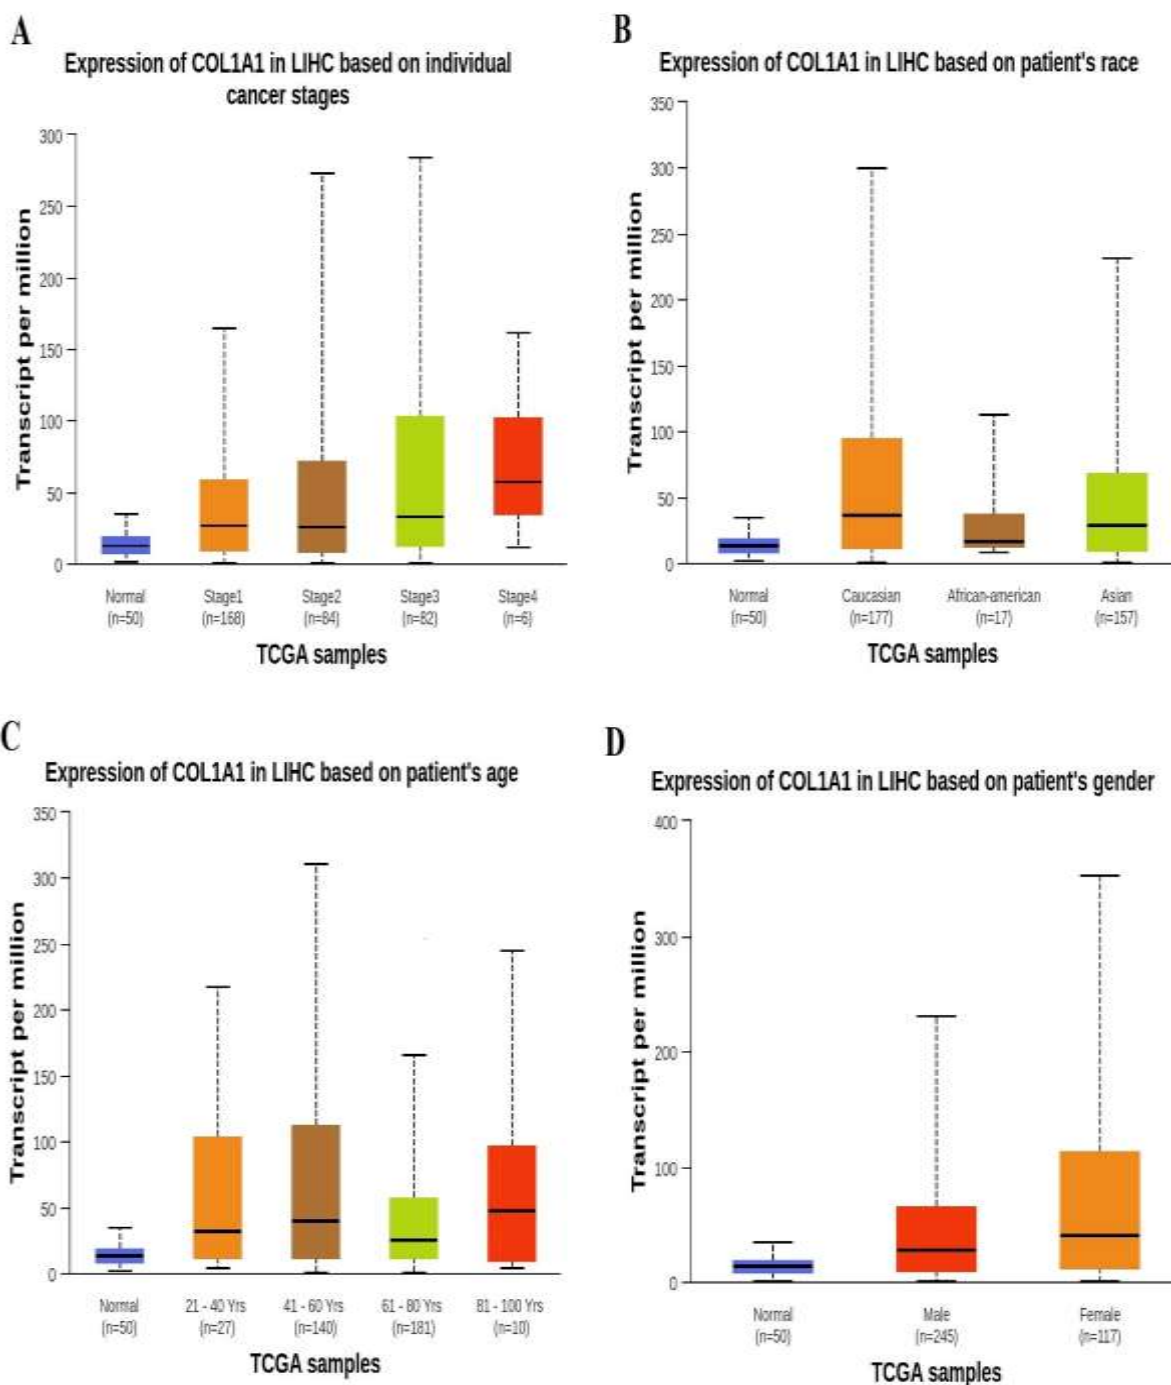 A
Expression of COL1A1 in LIHC based on individual
cancer stages
300
250
200
150
100
50
0
Transcript per million
Normal
(n=50)
Stage1
(n=168)
Stage2
(n=84)
Stage3
(n=82)
Stage4
(n=6)
TCGA samples
B
Expression of COL1A1 in LIHC based on patient's race
350
300
250
200
150
100
50
0
Transcript per million
Normal
(n=50)
Caucasian
(n=177)
African-american
(n=17)
Asian
(n=157)
TCGA samples
C
Expression of COL1A1 in LIHC based on patient's age
350
300
250
200
150
100
50
0
Transcript per million
Normal
(n=50)
21 - 40 Yrs
(n=27)
41 - 60 Yrs
(n=140)
61 - 80 Yrs
(n=181)
81 - 100 Yrs
(n=10)
TCGA samples
D
Expression of COL1A1 in LIHC based on patient's gender
400
300
200
100
0
Transcript per million
Normal
(n=50)
Male
(n=245)
Female
(n=117)
TCGA samples